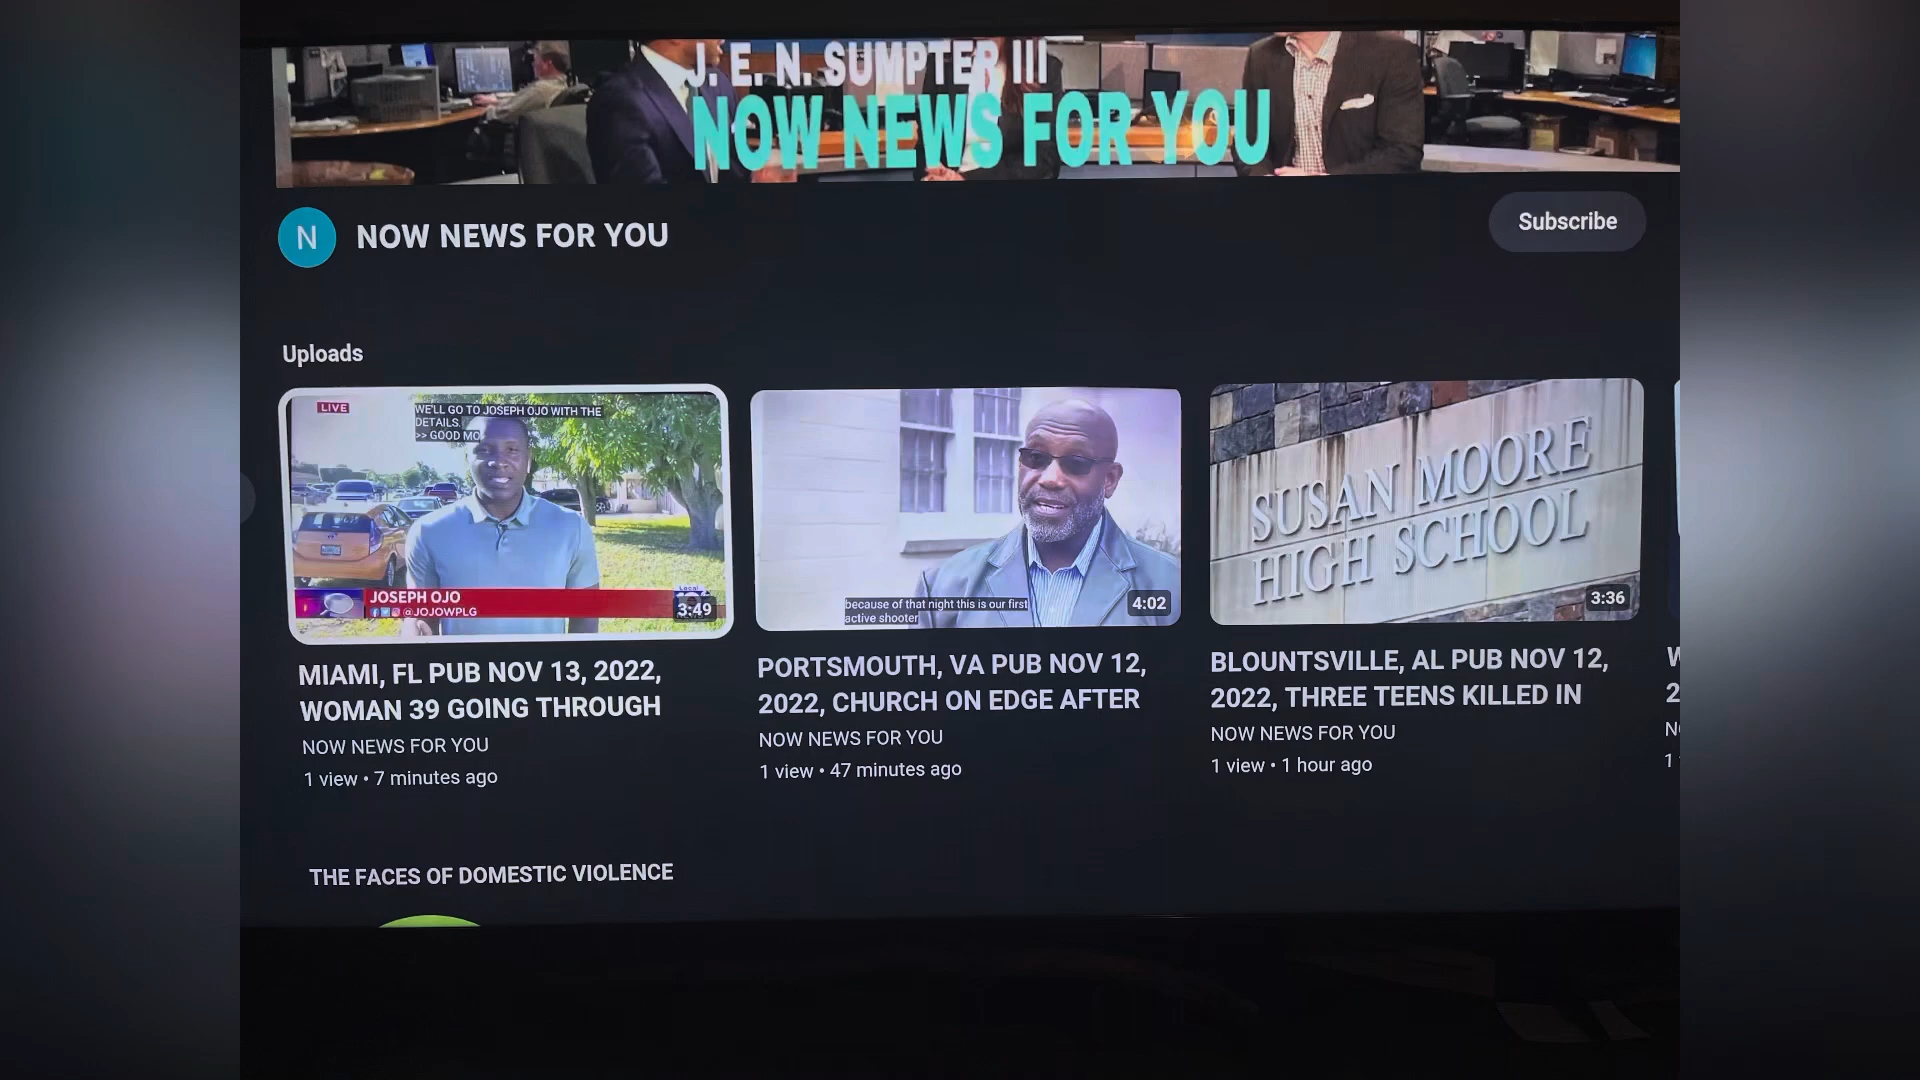 J. E. N. SUMPTER III
NOW NEWS FOR YOU
N
NOW NEWS FOR YOU
Subscribe
Uploads
LIVE
WE'LL GO TO JOSEPH OJO WITH THE
DETAILS.
>> GOOD MO
JOSEPH OJO
@JOJOWPLG
3:49
MIAMI, FL PUB NOV 13, 2022,
WOMAN 39 GOING THROUGH
NOW NEWS FOR YOU
1 view • 7 minutes ago
because of that night this is our first
active shooter
4:02
PORTSMOUTH, VA PUB NOV 12,
2022, CHURCH ON EDGE AFTER
NOW NEWS FOR YOU
1 view • 47 minutes ago
SUSAN MOORE
HIGH SCHOOL
3:36
BLOUNTSVILLE, AL PUB NOV 12,
2022, THREE TEENS KILLED IN
NOW NEWS FOR YOU
1 view • 1 hour ago
THE FACES OF DOMESTIC VIOLENCE